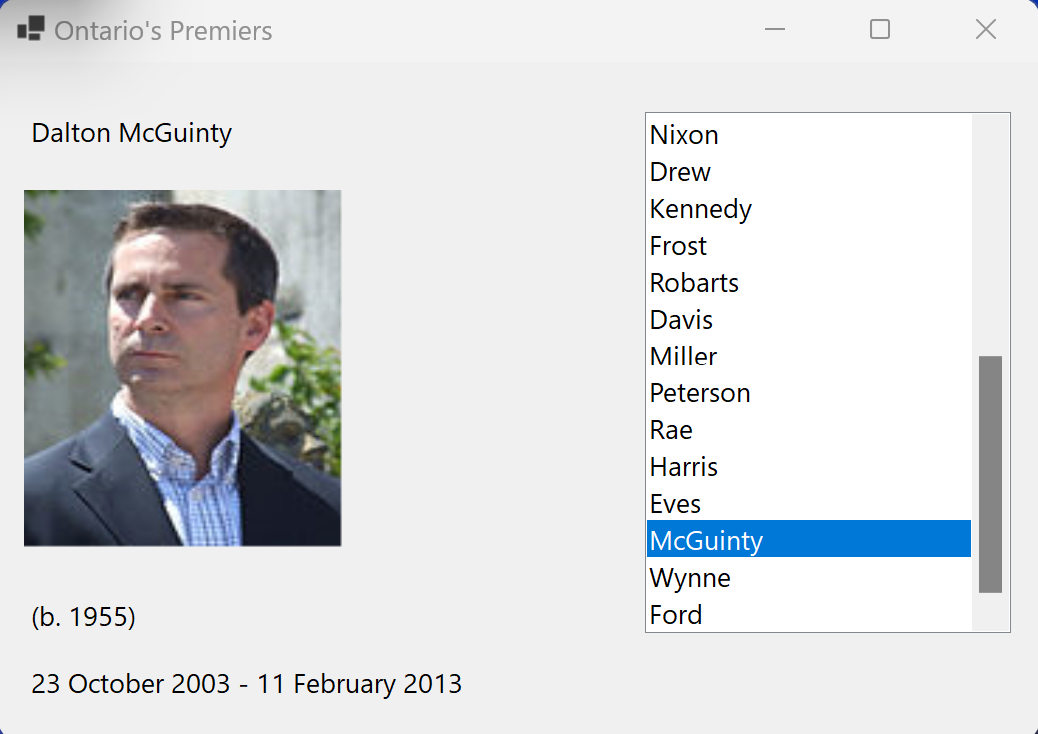 Ontario's Premiers
Dalton McGuinty
(b. 1955)
23 October 2003 - 11 February 2013
Nixon
Drew
Kennedy
Frost
Robarts
Davis
Miller
Peterson
Rae
Harris
Eves
McGuinty
Wynne
Ford